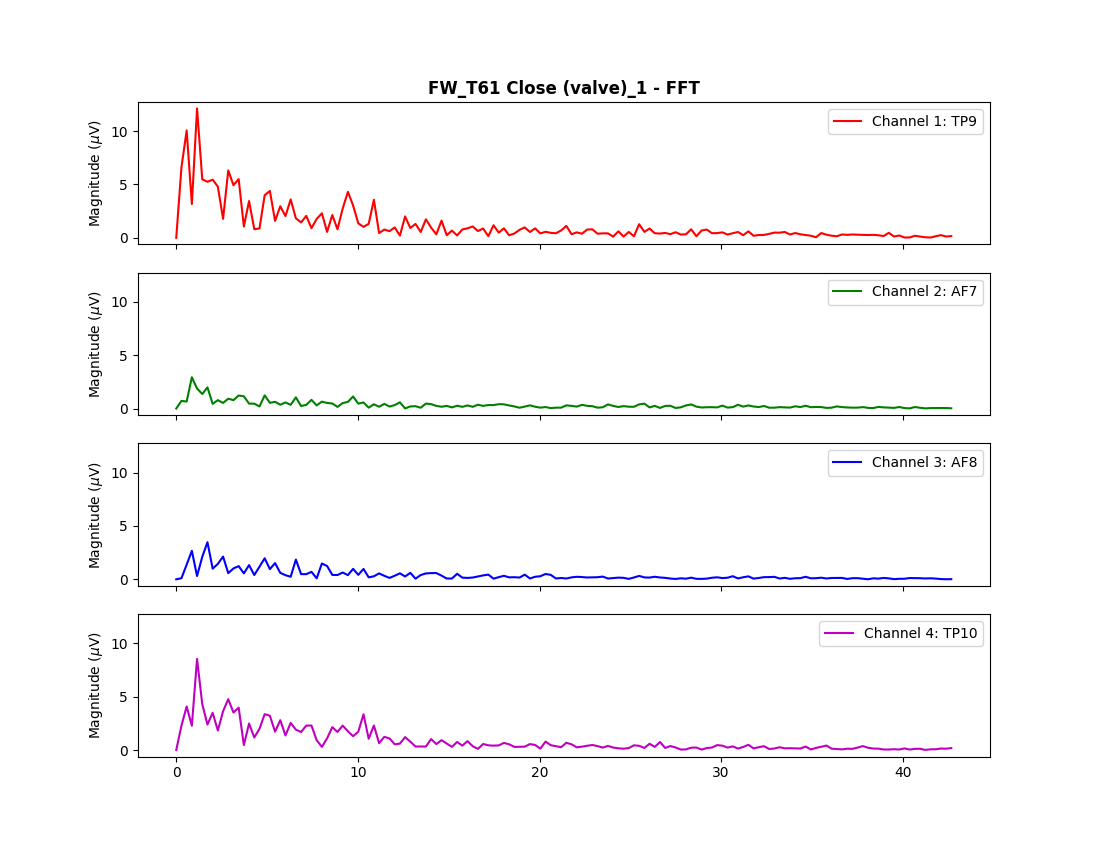 FW_T61 Close (valve)_1 - FFT
Magnitude (μV)
10
5
0
Channel 1: TP9
Magnitude (μV)
10
5
0
Channel 2: AF7
Magnitude (μV)
10
5
0
Channel 3: AF8
Magnitude (μV)
10
5
0
Channel 4: TP10
0 10 20 30 40